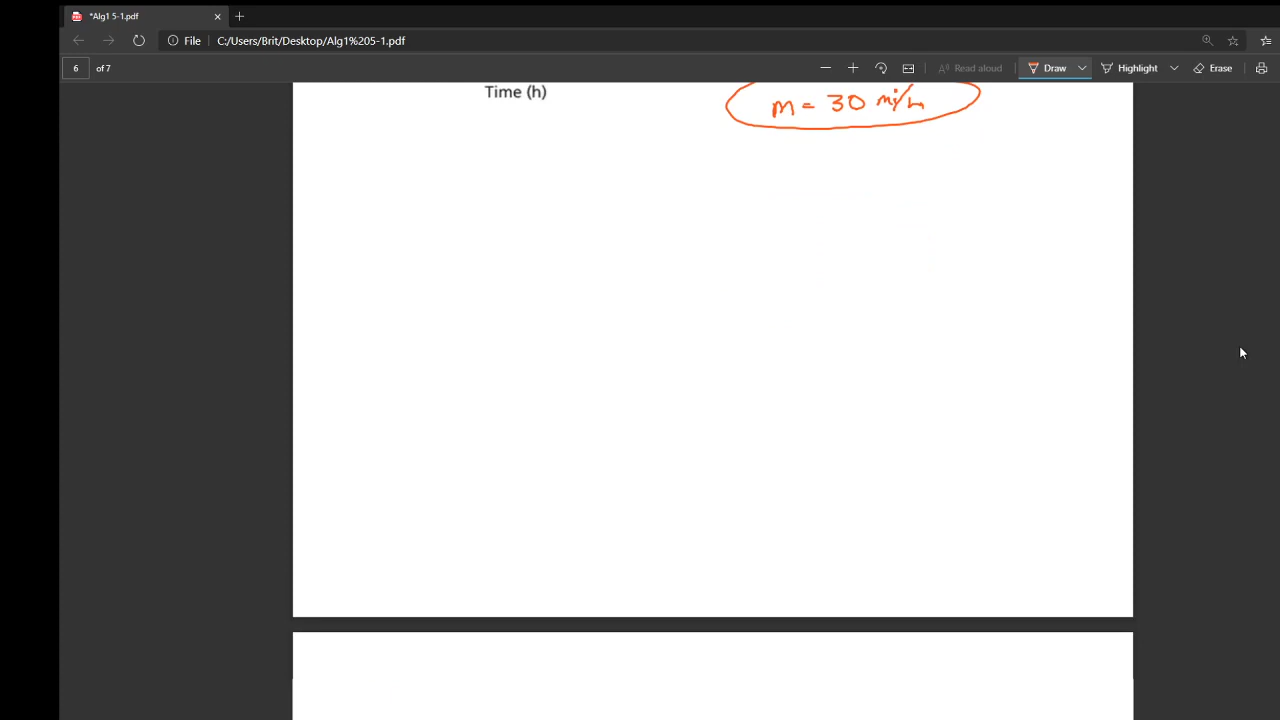 *Alg1 5-1.pdf
File C:/Users/Brit/Desktop/Alg1%205-1.pdf
6 of 7 Read aloud Draw Highlight Erase
Time (h)
m = 30 mi/h